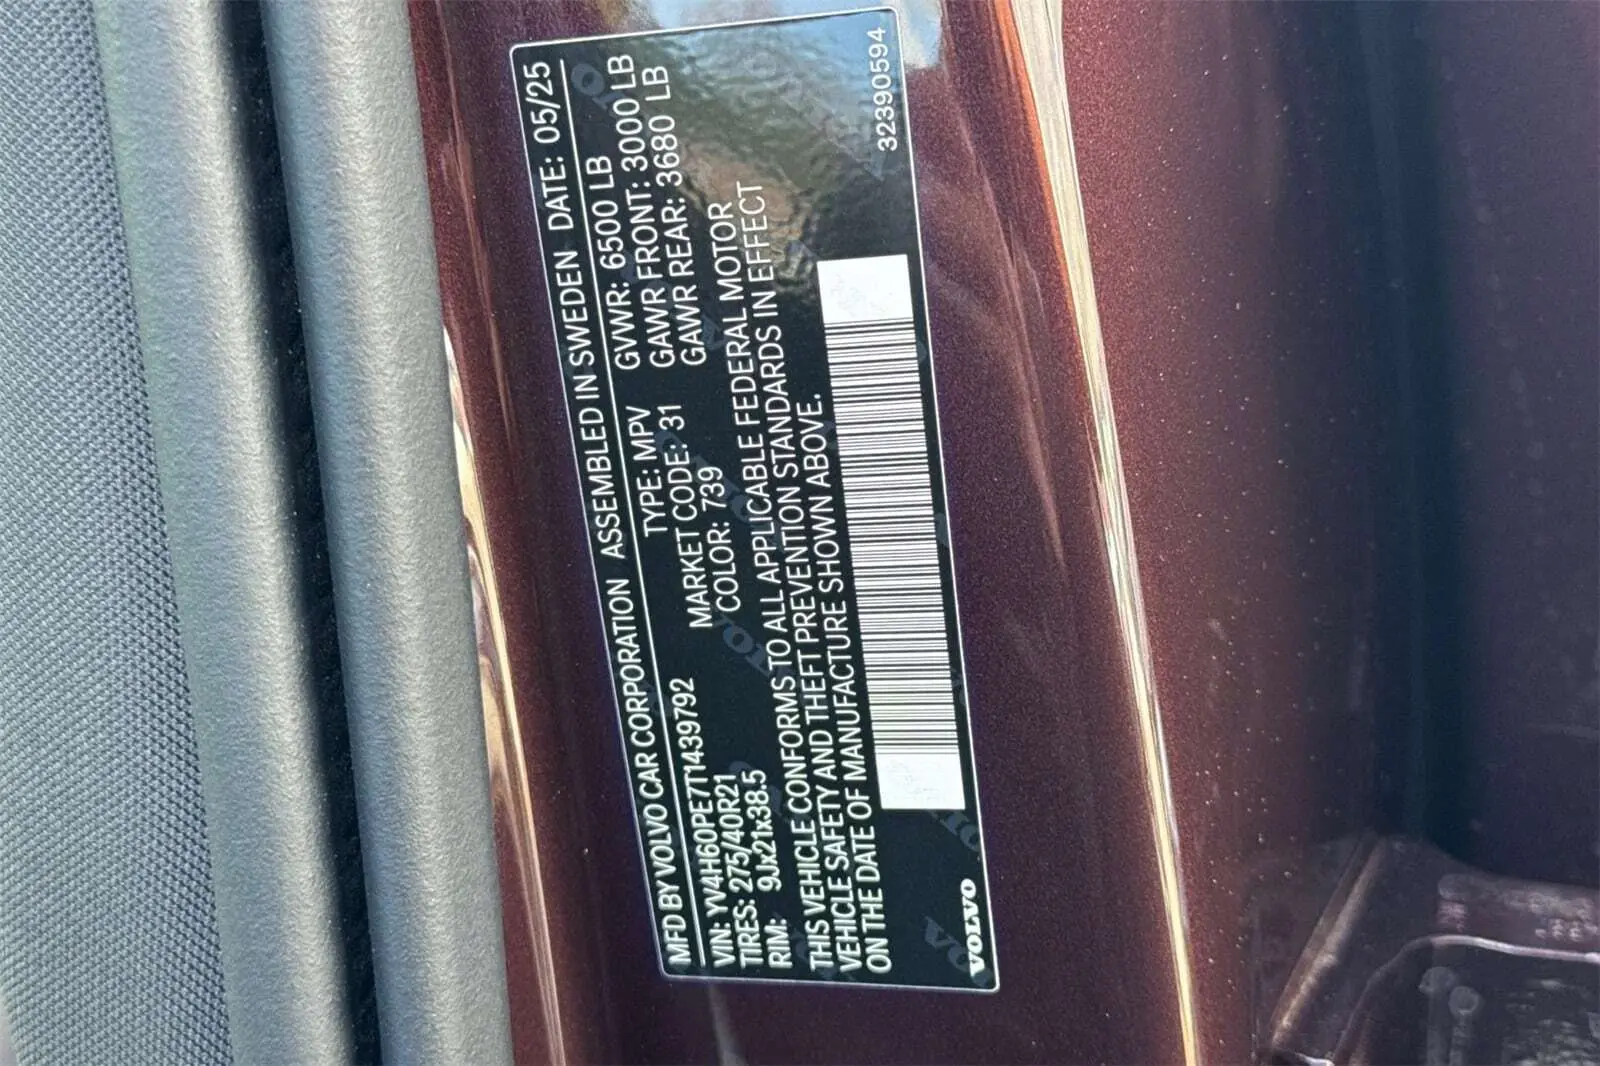 MFD BY VOLVO CAR CORPORATION ASSEMBLED IN SWEDEN DATE: 05/25
VIN: YV4H60PE7T1439792 TYPE: MPV GVWR: 6500 LB
TIRES: 275/40R21 MARKET CODE: 31 GAWR FRONT: 3000 LB
RIM: 9Jx21x38.5 COLOR: 739 GAWR REAR: 3680 LB
THIS VEHICLE CONFORMS TO ALL APPLICABLE FEDERAL MOTOR
VEHICLE SAFETY AND THEFT PREVENTION STANDARDS IN EFFECT
ON THE DATE OF MANUFACTURE SHOWN ABOVE.
VOLVO
32390594